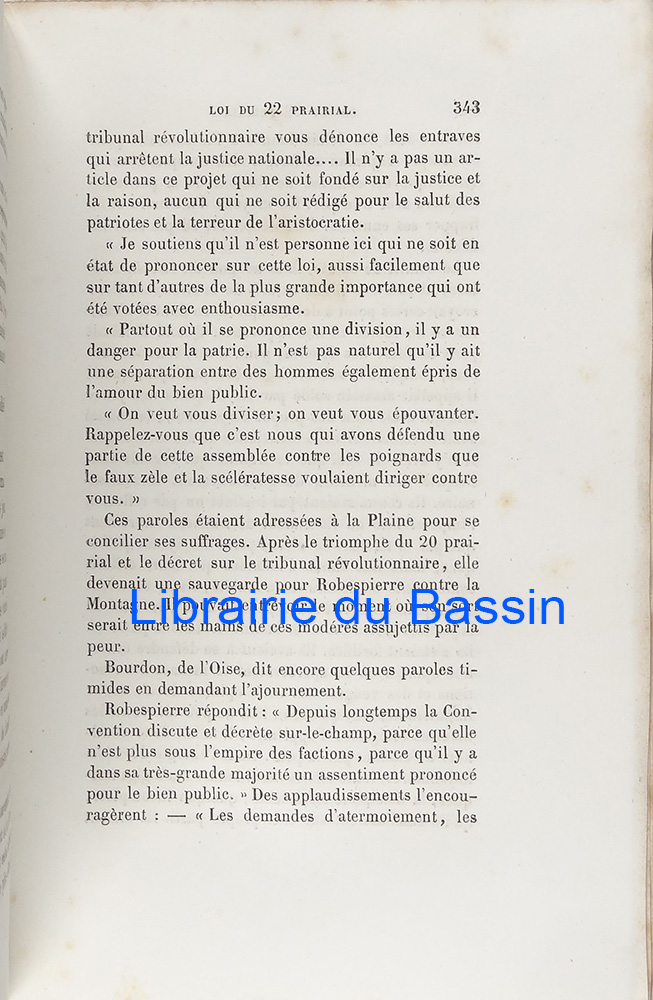 LOI DU 22 PRAIRIAL. 343
tribunal révolutionnaire vous dénonce les entraves
qui arrêtent la justice nationale.... Il n'y a pas un ar-
ticle dans ce projet qui ne soit fondé sur la justice et
la raison, aucun qui ne soit rédigé pour le salut des
patriotes et la terreur de l'aristocratie.
« Je soutiens qu'il n'est personne ici qui ne soit en
état de prononcer sur cette loi, aussi facilement que
sur tant d'autres de la plus grande importance qui ont
été votées avec enthousiasme.
« Partout où il se prononce une division, il y a un
danger pour la patrie. Il n'est pas naturel qu'il y ait
une séparation entre des hommes également épris de
l'amour du bien public.
« On veut vous diviser; on veut vous épouvanter.
Rappelez-vous que c'est nous qui avons défendu une
partie de cette assemblée contre les poignards que
le faux zèle et la scélératesse voulaient diriger contre
vous. »
Ces paroles étaient adressées à la Plaine pour se
concilier ses suffrages. Après le triomphe du 20 prai-
rial et le décret sur le tribunal révolutionnaire, elle
devenait une sauvegarde pour Robespierre contre la
Montagne. Il pouvait entrevoir le moment où son sort
serait entre les mains de ces modérés assujettis par la
peur.
Librairie du Bassin
Bourdon, de l'Oise, dit encore quelques paroles ti-
mides en demandant l'ajournement.
Robespierre répondit : « Depuis longtemps la Con-
vention discute et décrète sur-le-champ, parce qu'elle
n'est plus sous l'empire des factions, parce qu'il y a
dans sa très-grande majorité un assentiment prononcé
pour le bien public. » Des applaudissements l'encou-
ragèrent : — « Les demandes d'atermoiement, les